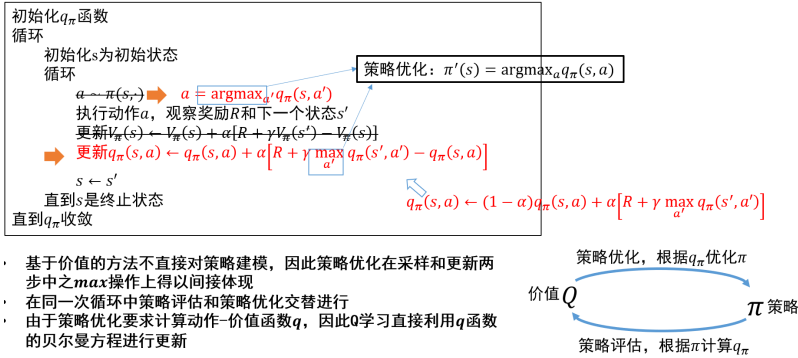 初始化qπ函数
循环
初始化s为初始状态
循环
a ~ π(s,·) a = argmaxa′qπ(s, a′)
策略优化：π′(s) = argmaxaqπ(s, a)
执行动作a，观察奖励R和下一个状态s′
更新Vπ(s) ← Vπ(s) + α[R + γVπ(s′) − Vπ(s)]
更新qπ(s, a) ← qπ(s, a) + α[R + γ max qπ(s′, a′) − qπ(s, a)]
a′
s ← s′
直到s是终止状态
qπ(s, a) ← (1 − α)qπ(s, a) + α[R + γ max qπ(s′, a′)]
a′
直到qπ收敛
• 基于价值的方法不直接对策略建模，因此策略优化在采样和更新两
步中之max操作上得以间接体现
• 在同一次循环中策略评估和策略优化交替进行
• 由于策略优化要求计算动作-价值函数q，因此Q学习直接利用q函数
的贝尔曼方程进行更新
策略优化，根据qπ优化π
价值Q
π策略
策略评估，根据π计算qπ